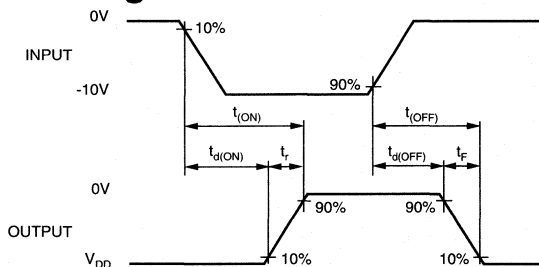 0V
10%
INPUT
90%
-10V
t(ON)
t(OFF)
td(ON)
tr
td(OFF)
tF
0V
90%
90%
OUTPUT
10%
10%
VDD